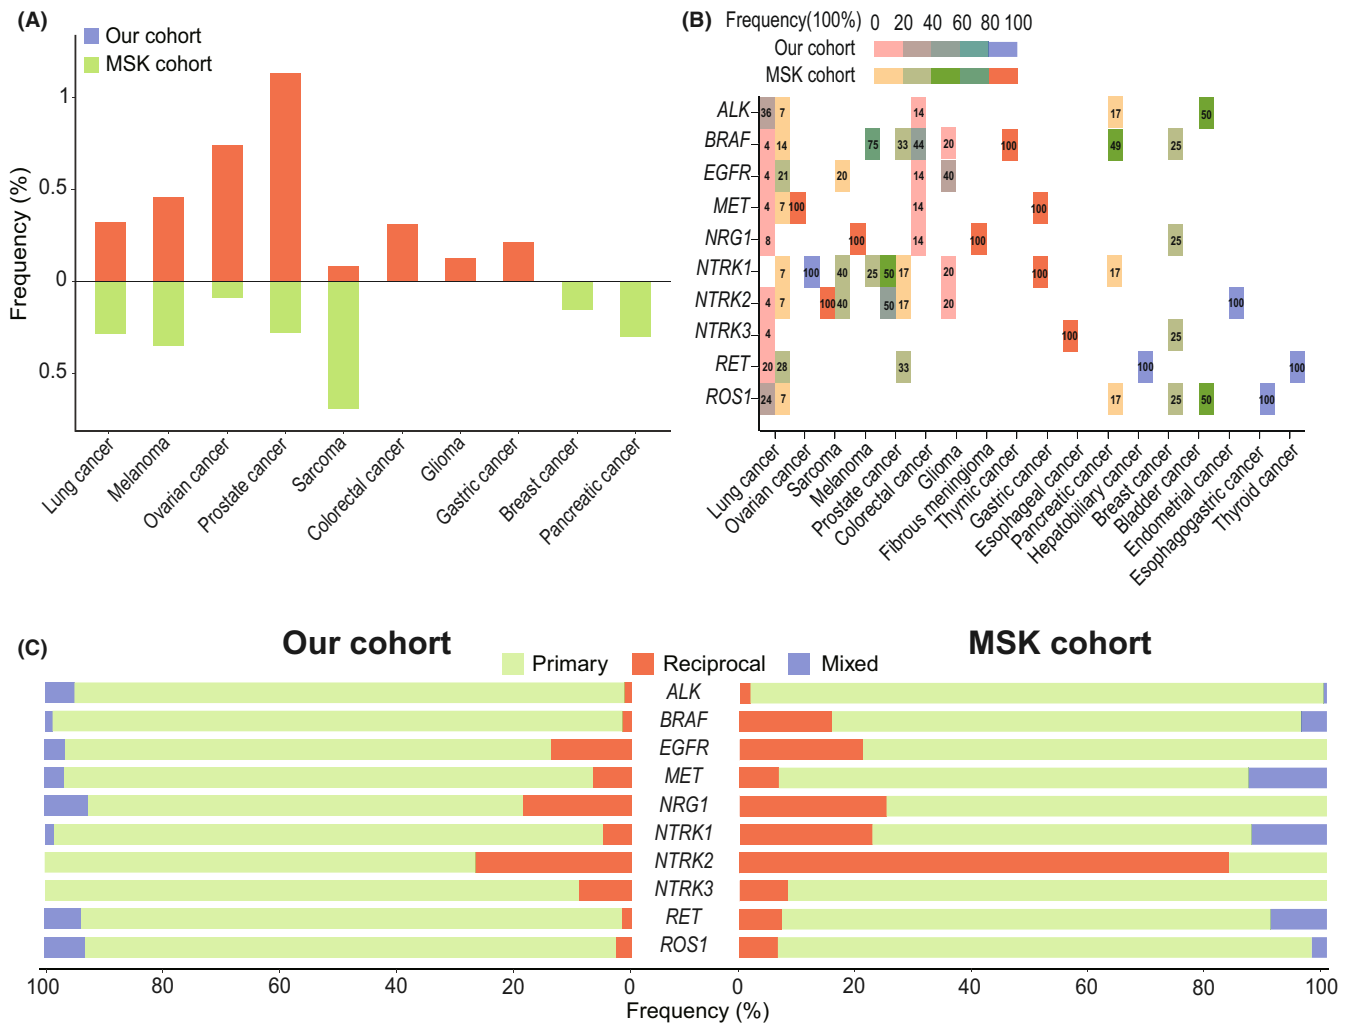 (A)
Our cohort
MSK cohort
Frequency (%)
1
0.5
0
0.5
Lung cancer
Melanoma
Ovarian cancer
Prostate cancer
Sarcoma
Colorectal cancer
Glioma
Gastric cancer
Breast cancer
Pancreatic cancer
(B)
Frequency(100%) 0 20 40 60 80 100
Our cohort
MSK cohort
ALK 36 7 14 17 50
BRAF 4 14 75 33 44 20 100 49 25
EGFR 4 21 20 14 40
MET 4 7 100 14 100
NRG1 8 100 14 100 25
NTRK1 7 100 40 25 50 17 20 100 17
NTRK2 4 7 100 40 50 17 20 100
NTRK3 4 100 25
RET 20 28 33 100 100
ROS1 24 7 17 25 50 100
Lung cancer
Ovarian cancer
Sarcoma
Melanoma
Prostate cancer
Colorectal cancer
Glioma
Fibrous meningioma
Thymic cancer
Gastric cancer
Esophageal cancer
Pancreatic cancer
Hepatobiliary cancer
Breast cancer
Bladder cancer
Endometrial cancer
Esophagogastric cancer
Thyroid cancer
(C)
Our cohort
MSK cohort
Primary Reciprocal Mixed
ALK
BRAF
EGFR
MET
NRG1
NTRK1
NTRK2
NTRK3
RET
ROS1
100 80 60 40 20 0
0 20 40 60 80 100
Frequency (%)